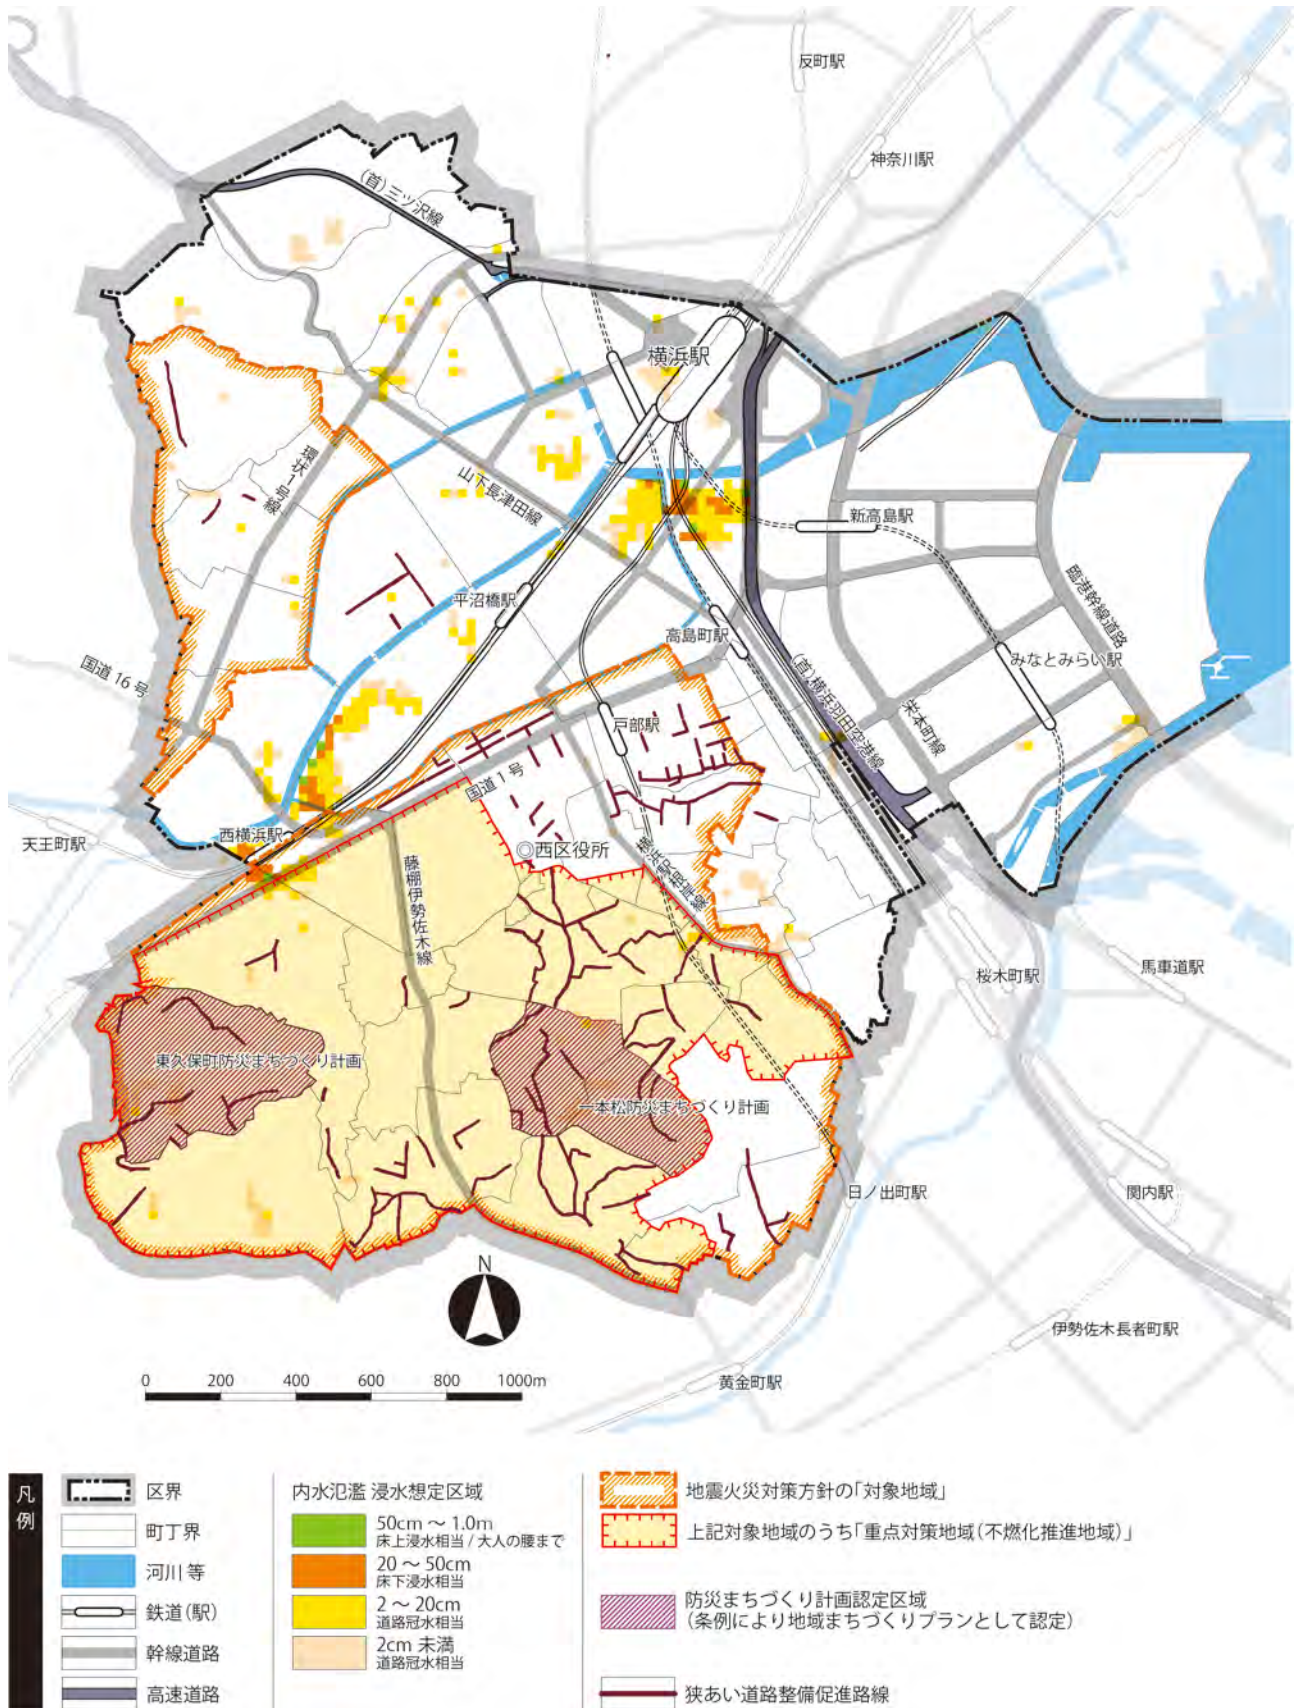 反町駅
神奈川駅
(首)三ツ沢線
横浜駅
環状1号線
山下長津田線
新高島駅
平沼橋駅
高島町駅
臨港幹線道路
みなとみらい駅
国道16号
(首)横浜羽田空港線
栄本町線
戸部駅
国道1号
西横浜駅
天王町駅
◎西区役所
藤棚伊勢佐木線
横浜駅根岸線
桜木町駅
馬車道駅
東久保町防災まちづくり計画
一本松防災まちづくり計画
日ノ出町駅
関内駅
N
伊勢佐木長者町駅
黄金町駅
0 200 400 600 800 1000m
凡例
区界
町丁界
河川等
鉄道(駅)
幹線道路
高速道路
内水氾濫 浸水想定区域
50cm ～ 1.0m
床上浸水相当 / 大人の腰まで
20 ～ 50cm
床下浸水相当
2 ～ 20cm
道路冠水相当
2cm 未満
道路冠水相当
地震火災対策方針の「対象地域」
上記対象地域のうち「重点対策地域(不燃化推進地域)」
防災まちづくり計画認定区域
(条例により地域まちづくりプランとして認定)
狭あい道路整備促進路線